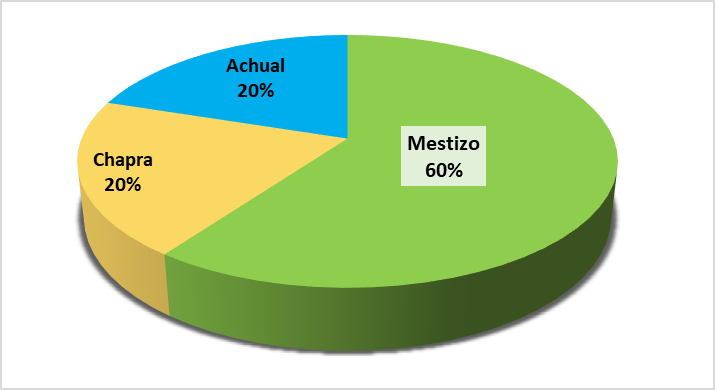 Achual
20%
Mestizo
60%
Chapra
20%